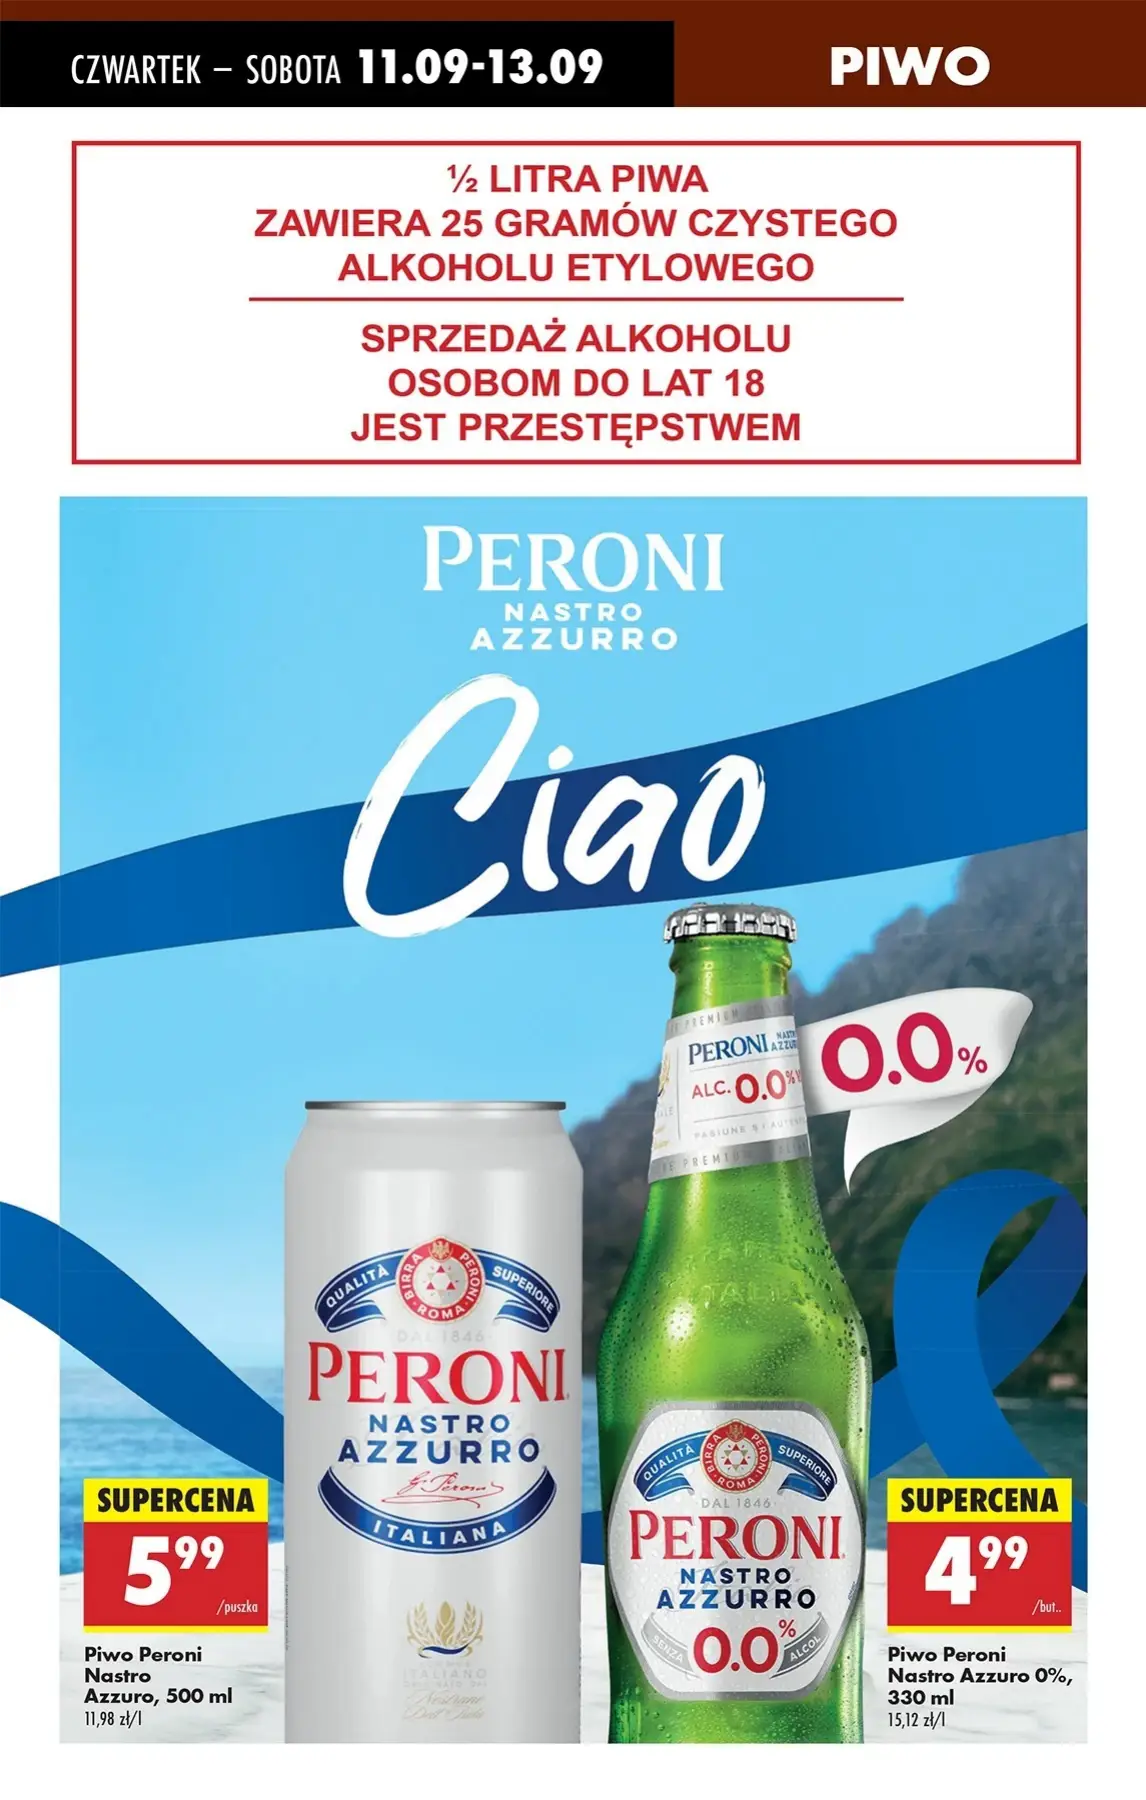 CZWARTEK – SOBOTA 11.09-13.09
PIWO
½ LITRA PIWA
ZAWIERA 25 GRAMÓW CZYSTEGO
ALKOHOLU ETYLOWEGO
SPRZEDAŻ ALKOHOLU
OSOBOM DO LAT 18
JEST PRZESTĘPSTWEM
PERONI
NASTRO
AZZURRO
Ciao
PERONI
ALC. 0.0%
0.0%
QUALITÀ SUPERIORE
BIRRA PERONI ROMA
DAL 1846
PERONI
NASTRO
AZZURRO
G. Peroni
ITALIANA
ITALIANO
QUALITÀ SUPERIORE
BIRRA PERONI ROMA
DAL 1846
PERONI
NASTRO
AZZURRO
SENZA 0.0% ALCOL
SUPERCENA
5 99
/puszka
Piwo Peroni
Nastro
Azzuro, 500 ml
11,98 zł/l
SUPERCENA
4 99
/but..
Piwo Peroni
Nastro Azzuro 0%,
330 ml
15,12 zł/l